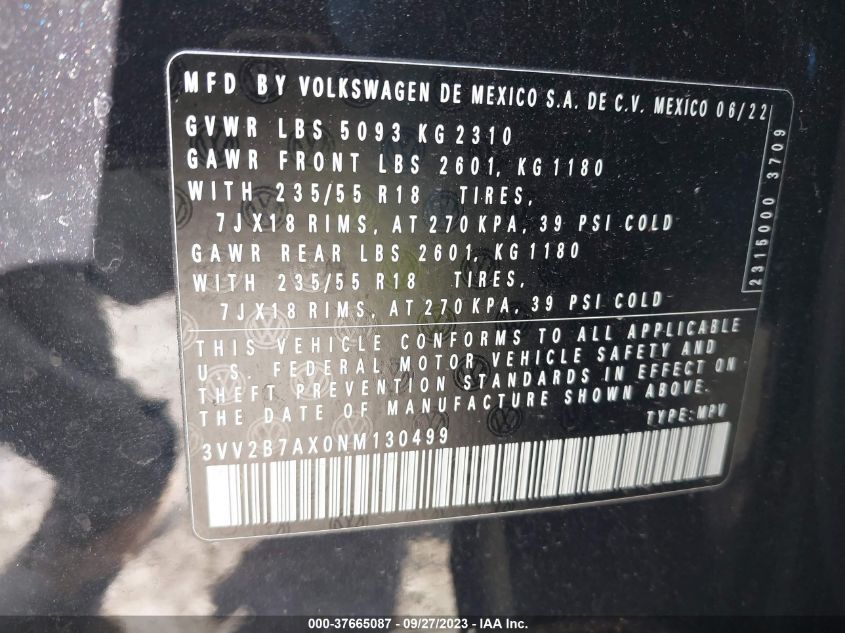 MFD BY VOLKSWAGEN DE MEXICO S.A. DE C.V. MEXICO 06/22
GVWR LBS 5093 KG 2310
GAWR FRONT LBS 2601, KG 1180
WITH 235/55 R18 TIRES,
7JX18 RIMS, AT 270 KPA, 39 PSI COLD
GAWR REAR LBS 2601, KG 1180
WITH 235/55 R18 TIRES,
7JX18 RIMS, AT 270 KPA, 39 PSI COLD
2315000 3709
THIS VEHICLE CONFORMS TO ALL APPLICABLE
U.S. FEDERAL MOTOR VEHICLE SAFETY AND
THEFT PREVENTION STANDARDS IN EFFECT ON
THE DATE OF MANUFACTURE SHOWN ABOVE.
TYPE: MPV
3VV2B7AX0NM130499
000-37665087 - 09/27/2023 - IAA Inc.